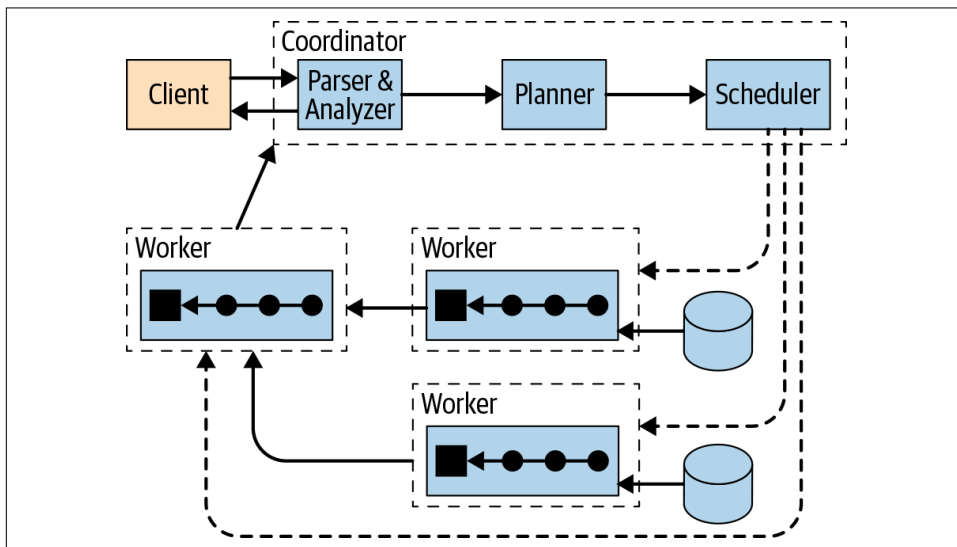 Coordinator
Client
Parser &
Analyzer
Planner
Scheduler
Worker
Worker
Worker